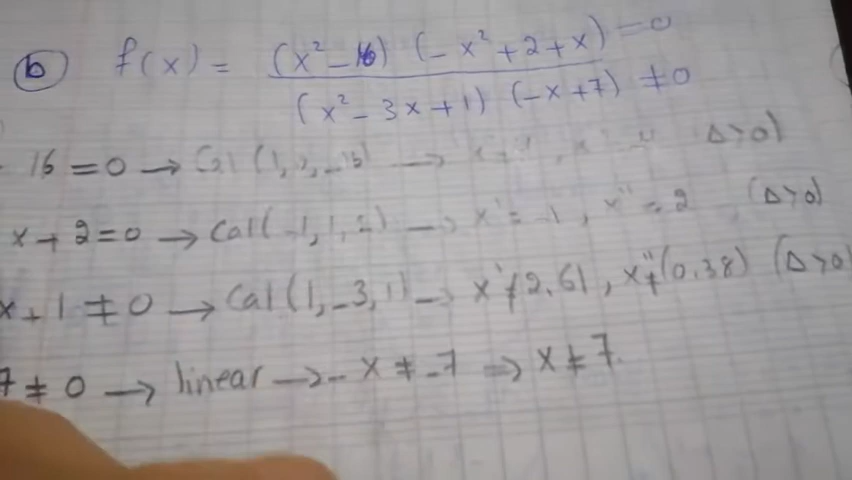 b f(x) = (x² - 16) (-x² + 2 + x) = 0
(x² - 3x + 1) (-x + 7) ≠ 0
16 = 0 → Cal (1, , -16) → Δ>0)
x + 2 = 0 → Cal(-1, 1, 2) → x' = -1, x'' = 2 (Δ>0)
x + 1 ≠ 0 → Cal (1, -3, 1) → x' ≠ 2.61, x'' ≠ (0.38) (Δ>0)
7 ≠ 0 → linear → -x ≠ -7 ⇒ x ≠ 7.